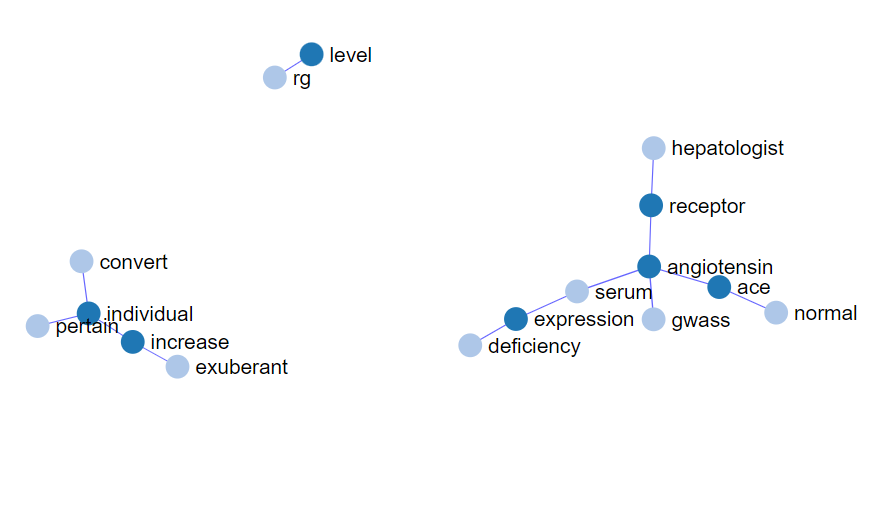 level
rg
hepatologist
receptor
convert
angiotensin
ace
serum
individual
normal
pertain
expression
gwass
increase
deficiency
exuberant